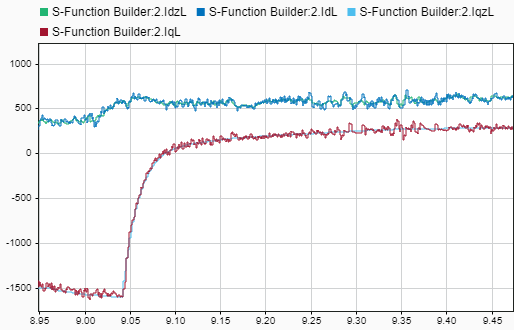 S-Function Builder:2.IdzL S-Function Builder:2.IdL S-Function Builder:2.IqzL
S-Function Builder:2.IqL
1000
500
0
-500
-1000
-1500
8.95 9.00 9.05 9.10 9.15 9.20 9.25 9.30 9.35 9.40 9.45